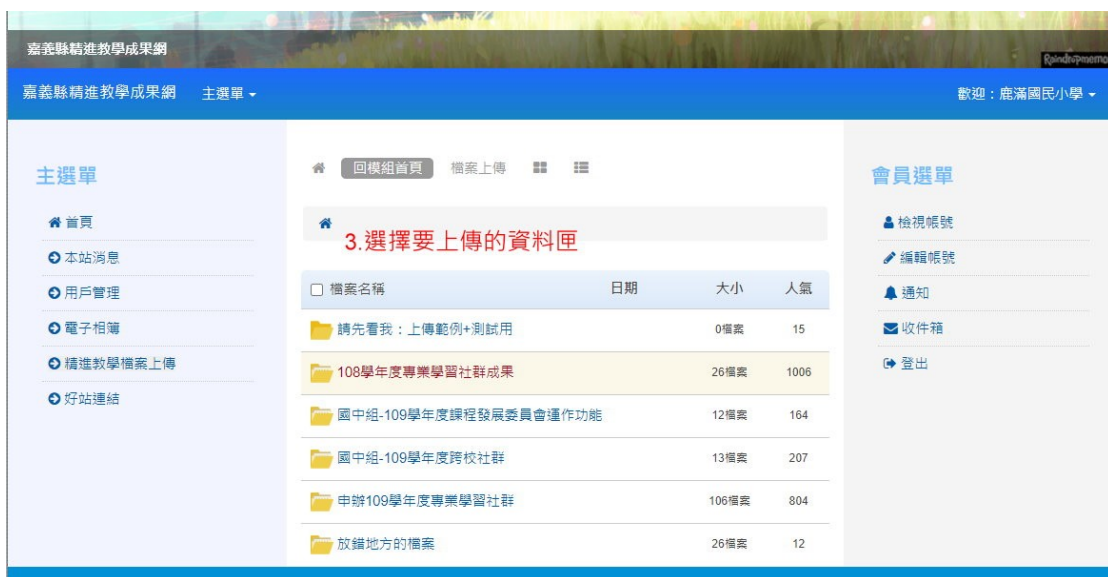 嘉義縣精進教學成果網
Raindropmemo
嘉義縣精進教學成果網 主選單 歡迎：鹿滿國民小學
主選單
首頁
本站消息
用戶管理
電子相簿
精進教學檔案上傳
好站連結
回模組首頁 檔案上傳
3.選擇要上傳的資料匣
檔案名稱 日期 大小 人氣
請先看我：上傳範例+測試用 0檔案 15
108學年度專業學習社群成果 26檔案 1006
國中組-109學年度課程發展委員會運作功能 12檔案 164
國中組-109學年度跨校社群 13檔案 207
申辦109學年度專業學習社群 106檔案 804
放錯地方的檔案 26檔案 12
會員選單
檢視帳號
編輯帳號
通知
收件箱
登出